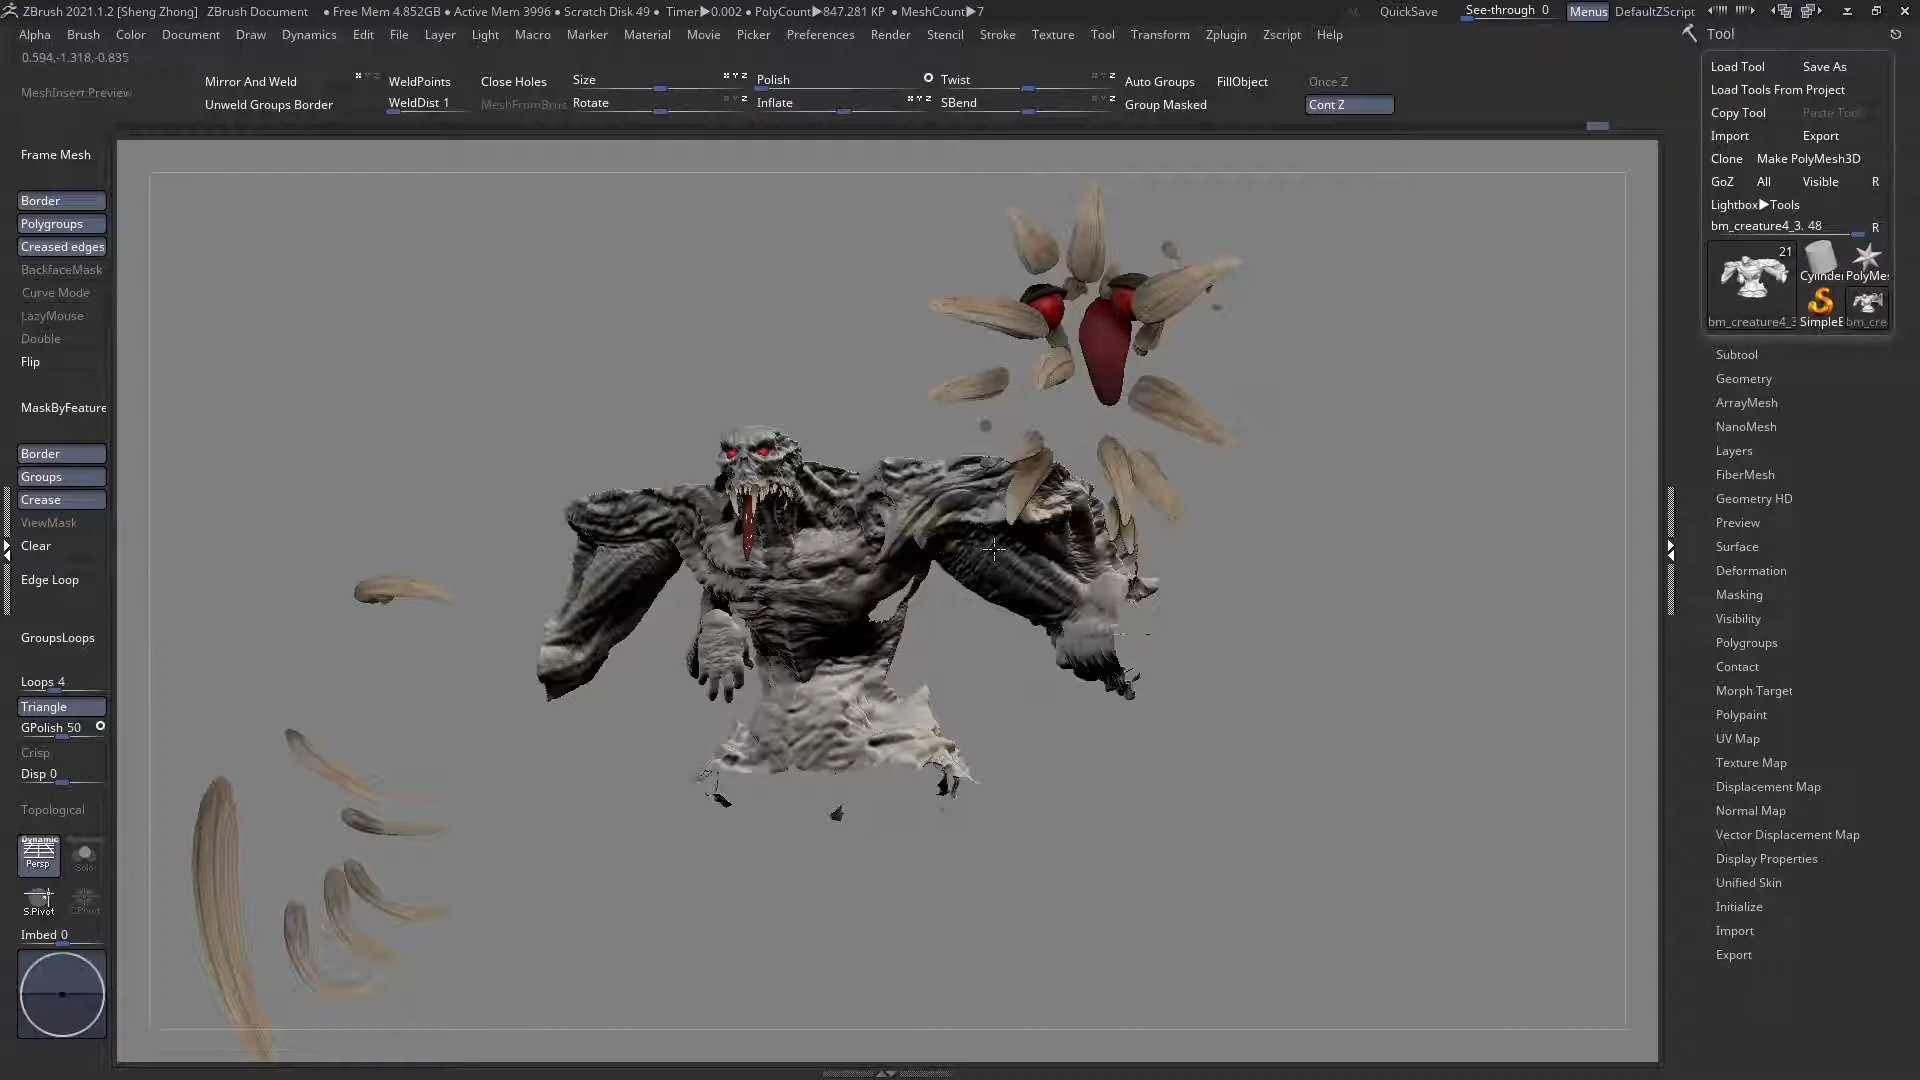 ZBrush 2021.1.2 [Sheng Zhong] ZBrush Document • Free Mem 4.852GB • Active Mem 3996 • Scratch Disk 49 • Timer▶0.002 • PolyCount▶847.281 KP • MeshCount▶7 QuickSave See-through 0 Menus DefaultZScript
Alpha Brush Color Document Draw Dynamics Edit File Layer Light Macro Marker Material Movie Picker Preferences Render Stencil Stroke Texture Tool Transform Zplugin Zscript Help
0.594,-1.318,-0.835
MeshInsert Preview
Mirror And Weld WeldPoints Close Holes Size Polish Twist Auto Groups FillObject Once Z
Unweld Groups Border WeldDist 1 MeshFromBrus Rotate Inflate SBend Group Masked Cont Z
Frame Mesh
Border
Polygroups
Creased edges
BackfaceMask
Curve Mode
LazyMouse
Double
Flip
MaskByFeature
Border
Groups
Crease
ViewMask
Clear
Edge Loop
GroupsLoops
Loops 4
Triangle
GPolish 50
Crisp
Disp 0
Topological
Dynamic
Persp Solo
S.Pivot C.Pivot
Imbed 0
Tool
Load Tool Save As
Load Tools From Project
Copy Tool Paste Too
Import Export
Clone Make PolyMesh3D
GoZ All Visible R
Lightbox▶Tools
bm_creature4_3. 48 R
21
Cylinder PolyMes
21
bm_creature4_3 SimpleE bm_cre
Subtool
Geometry
ArrayMesh
NanoMesh
Layers
FiberMesh
Geometry HD
Preview
Surface
Deformation
Masking
Visibility
Polygroups
Contact
Morph Target
Polypaint
UV Map
Texture Map
Displacement Map
Normal Map
Vector Displacement Map
Display Properties
Unified Skin
Initialize
Import
Export